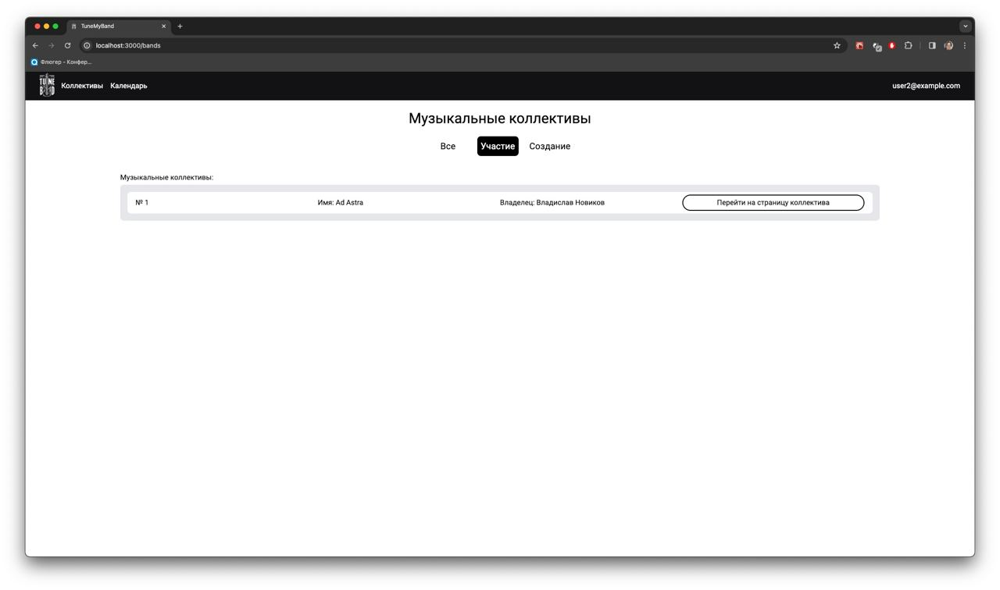 TuneMyBand
localhost:3000/bands
Флюгер - Конфер...
TUNE
Коллективы Календарь user2@example.com
Музыкальные коллективы
Все Участие Создание
Музыкальные коллективы:
№ 1 Имя: Ad Astra Владелец: Владислав Новиков Перейти на страницу коллектива